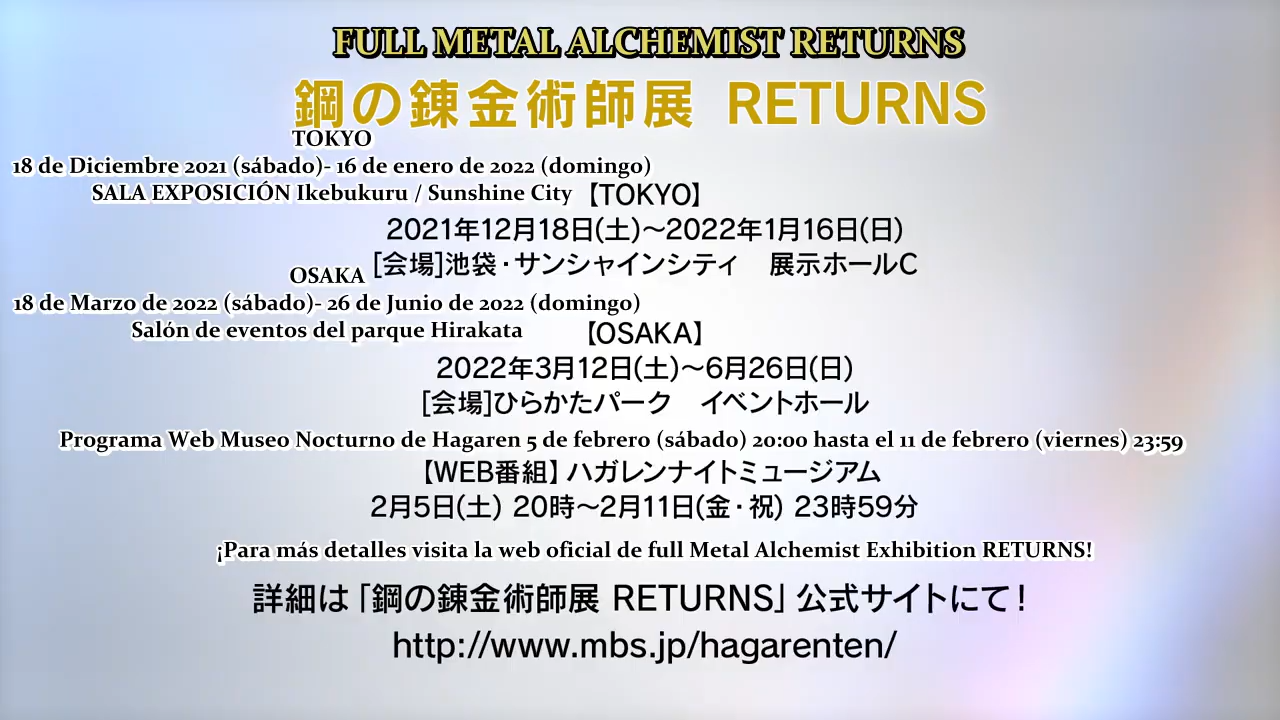 FULL METAL ALCHEMIST RETURNS
鋼の錬金術師展 RETURNS
TOKYO
18 de Diciembre 2021 (sábado)- 16 de enero de 2022 (domingo)
SALA EXPOSICIÓN Ikebukuru / Sunshine City
【TOKYO】
2021年12月18日(土)～2022年1月16日(日)
[会場]池袋・サンシャインシティ　展示ホールC
OSAKA
18 de Marzo de 2022 (sábado)- 26 de Junio de 2022 (domingo)
Salón de eventos del parque Hirakata
【OSAKA】
2022年3月12日(土)～6月26日(日)
[会場]ひらかたパーク　イベントホール
Programa Web Museo Nocturno de Hagaren 5 de febrero (sábado) 20:00 hasta el 11 de febrero (viernes) 23:59
【WEB番組】ハガレンナイトミュージアム
2月5日(土) 20時～2月11日(金・祝) 23時59分
¡Para más detalles visita la web oficial de full Metal Alchemist Exhibition RETURNS!
詳細は「鋼の錬金術師展 RETURNS」公式サイトにて！
http://www.mbs.jp/hagarenten/